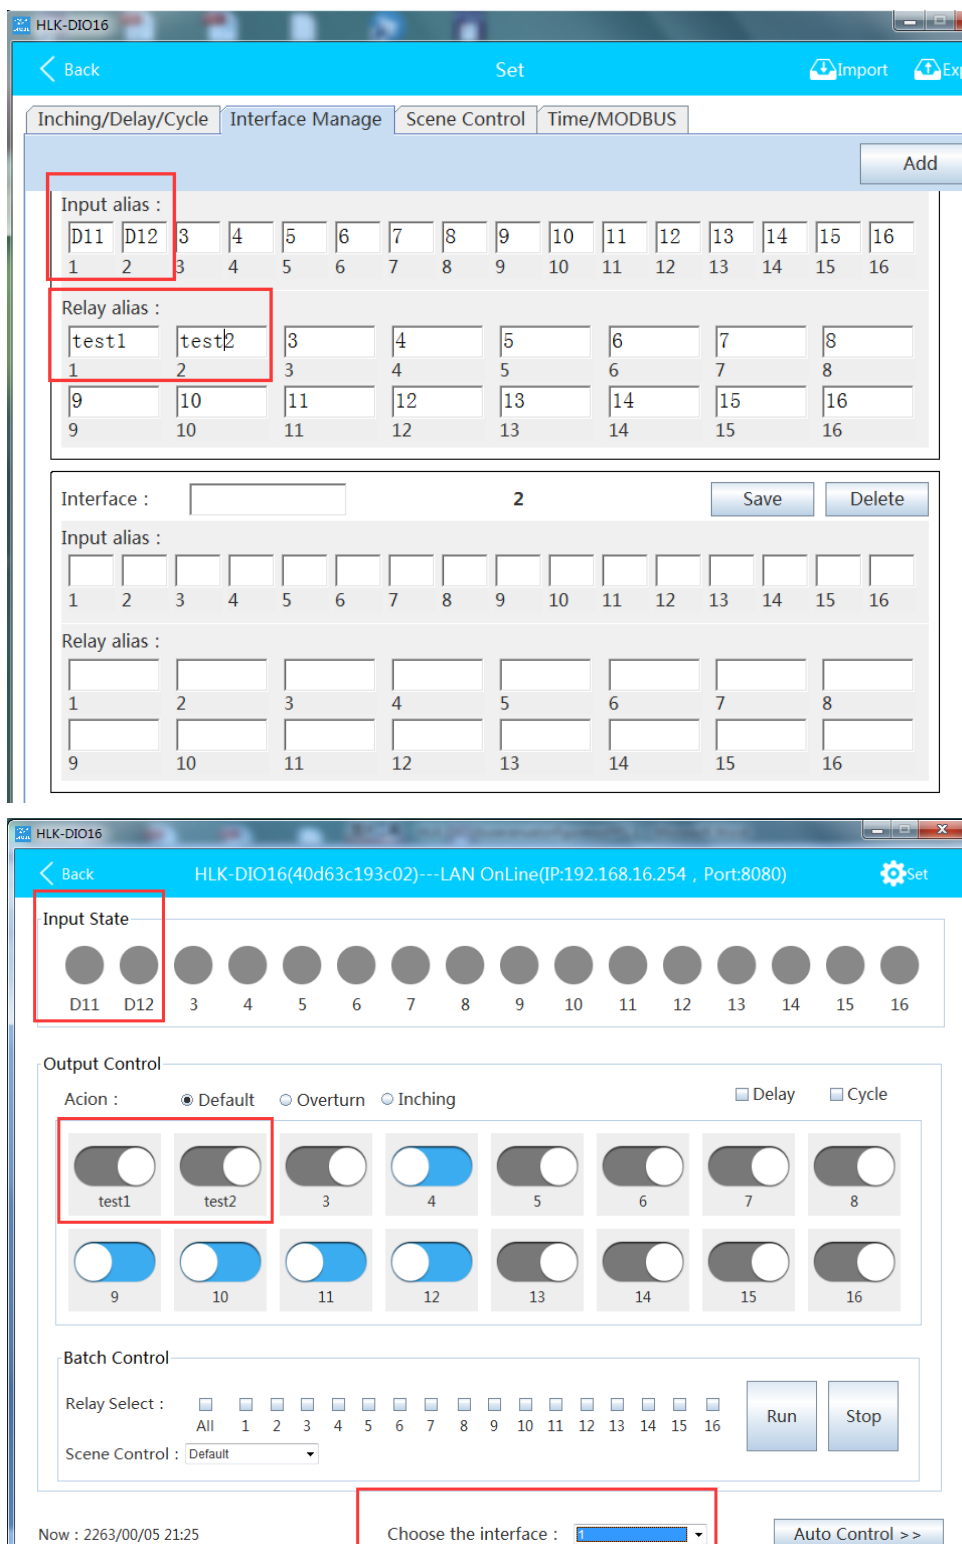 HLK-DIO16
Back Set Import Exp
Inching/Delay/Cycle Interface Manage Scene Control Time/MODBUS
Add
Input alias :
D11 D12 3 4 5 6 7 8 9 10 11 12 13 14 15 16
1 2 3 4 5 6 7 8 9 10 11 12 13 14 15 16
Relay alias :
test1 test2 3 4 5 6 7 8
1 2 3 4 5 6 7 8
9 10 11 12 13 14 15 16
9 10 11 12 13 14 15 16
Interface : 2 Save Delete
Input alias :
1 2 3 4 5 6 7 8 9 10 11 12 13 14 15 16
Relay alias :
1 2 3 4 5 6 7 8
9 10 11 12 13 14 15 16
HLK-DIO16
Back HLK-DIO16(40d63c193c02)---LAN OnLine(IP:192.168.16.254 , Port:8080) Set
Input State
D11 D12 3 4 5 6 7 8 9 10 11 12 13 14 15 16
Output Control
Acion : Default Overturn Inching Delay Cycle
test1 test2 3 4 5 6 7 8
9 10 11 12 13 14 15 16
Batch Control
Relay Select :
All 1 2 3 4 5 6 7 8 9 10 11 12 13 14 15 16
Run Stop
Scene Control : Default
Now : 2263/00/05 21:25 Choose the interface : 1 Auto Control >>